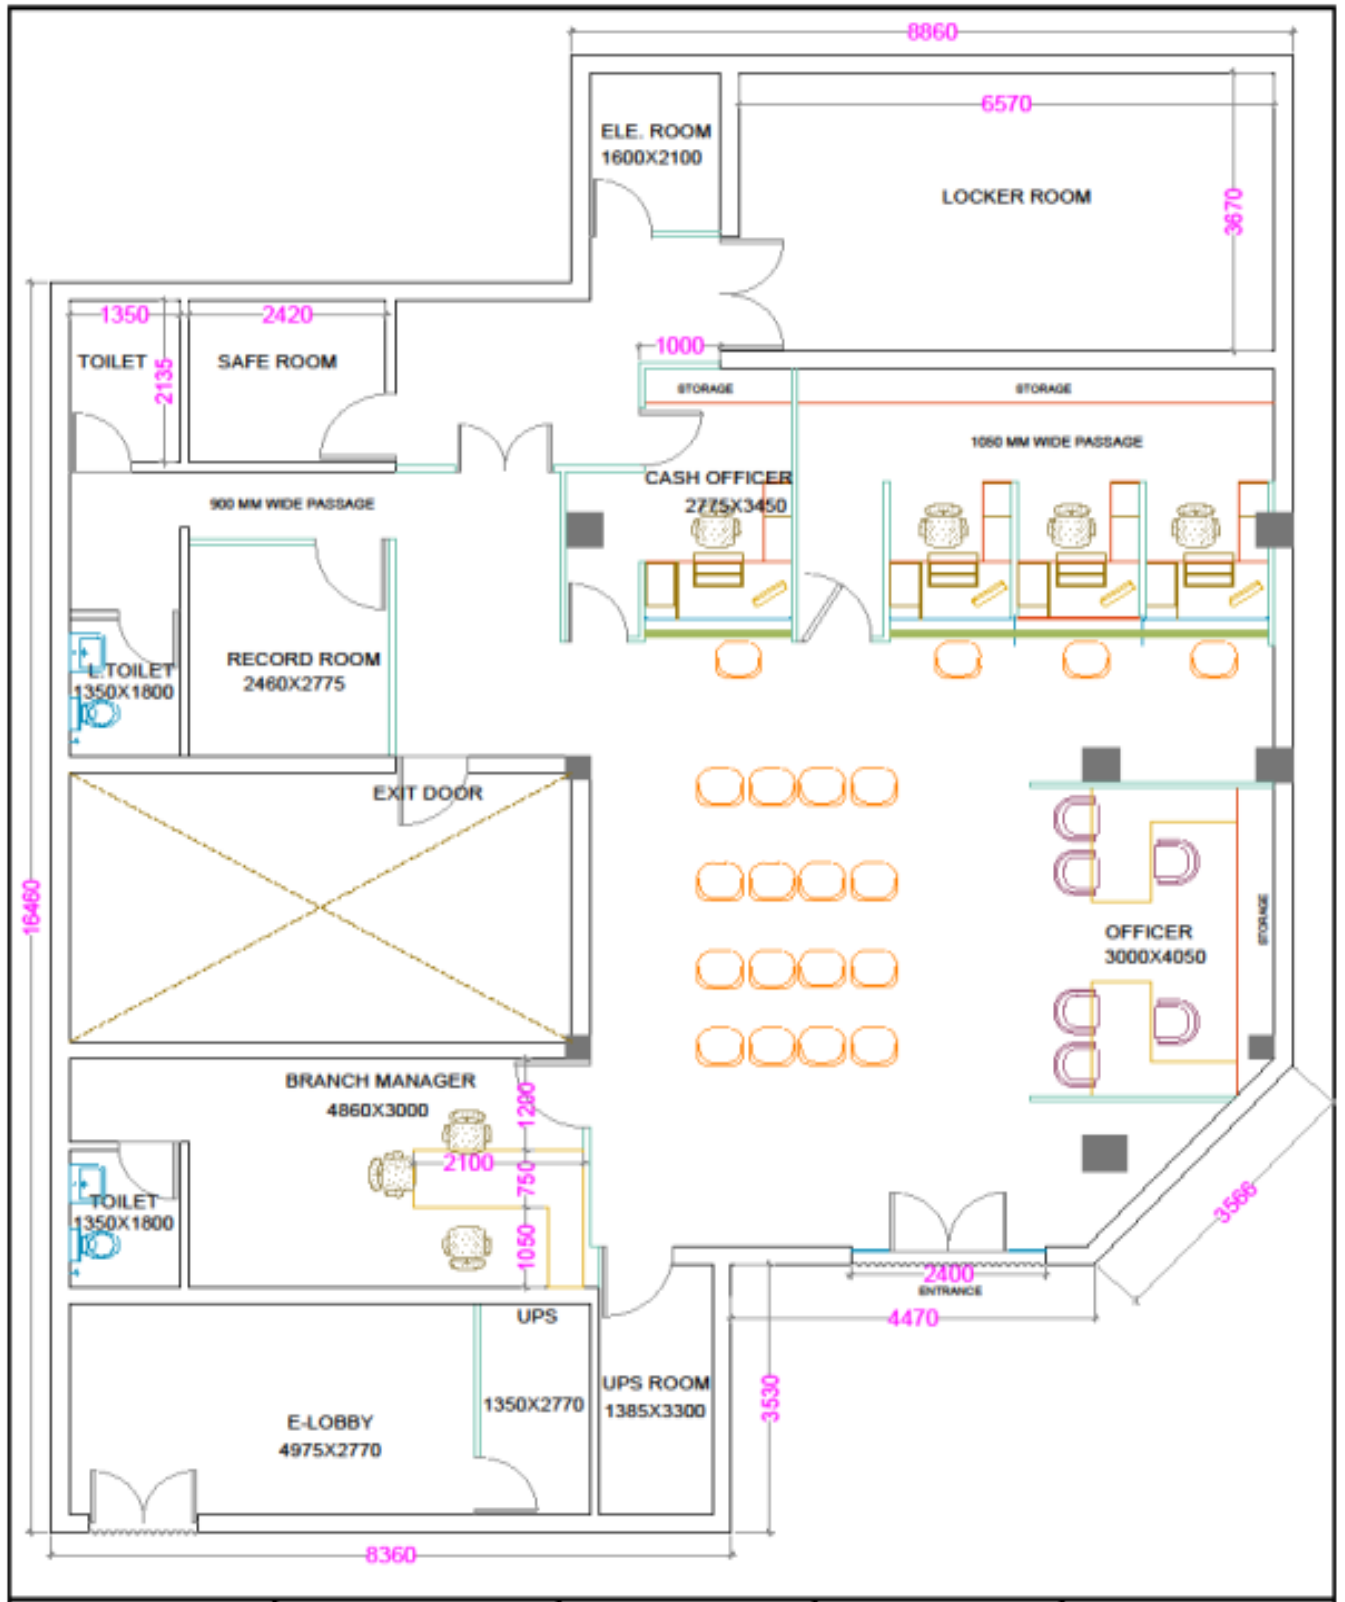 8860
6570
ELE. ROOM
1600X2100
LOCKER ROOM
3670
1350
2420
TOILET
SAFE ROOM
2135
1000
STORAGE
STORAGE
1050 MM WIDE PASSAGE
CASH OFFICER
2775X3450
900 MM WIDE PASSAGE
RECORD ROOM
2460X2775
L.TOILET
1350X1800
EXIT DOOR
16460
STORAGE
OFFICER
3000X4050
BRANCH MANAGER
4860X3000
1200
2100
750
1050
TOILET
1350X1800
3566
2400
ENTRANCE
4470
UPS
1350X2770
UPS ROOM
1385X3300
3530
E-LOBBY
4975X2770
8360